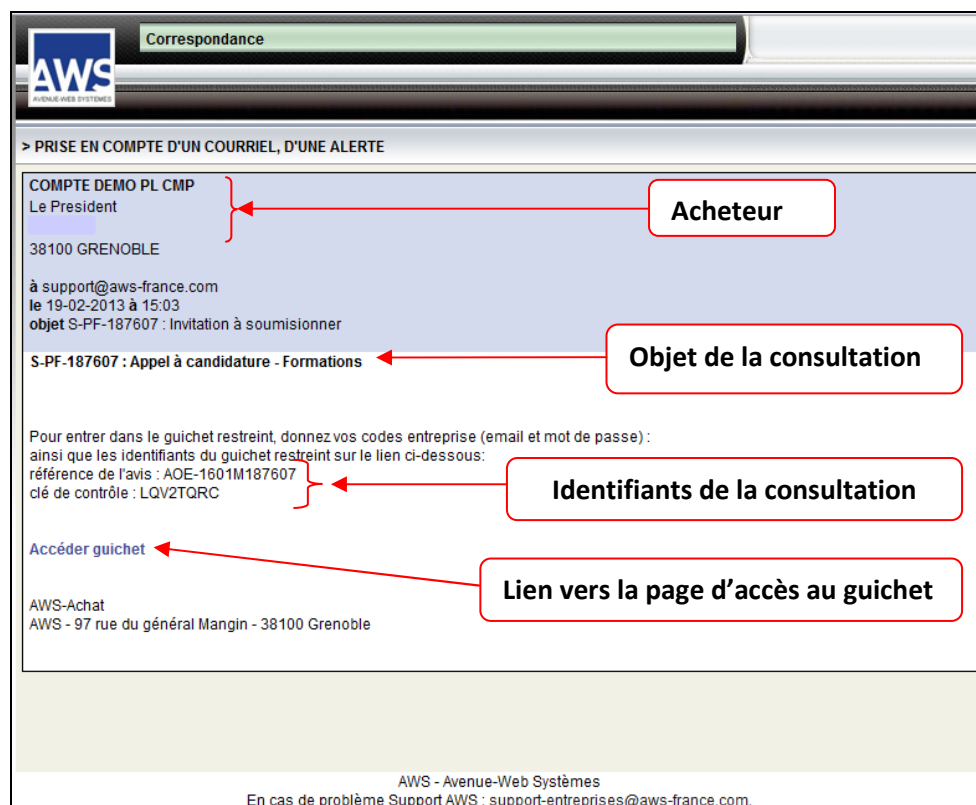 Correspondance
AWS
AVENUE-WEB SYSTEMES
> PRISE EN COMPTE D'UN COURRIEL, D'UNE ALERTE
COMPTE DEMO PL CMP
Le President
Acheteur
38100 GRENOBLE
à support@aws-france.com
le 19-02-2013 à 15:03
objet S-PF-187607 : Invitation à soumisionner
S-PF-187607 : Appel à candidature - Formations
Objet de la consultation
Pour entrer dans le guichet restreint, donnez vos codes entreprise (email et mot de passe) :
ainsi que les identifiants du guichet restreint sur le lien ci-dessous:
référence de l'avis : AOE-1601M187607
clé de contrôle : LQV2TQRC
Identifiants de la consultation
Accéder guichet
Lien vers la page d’accès au guichet
AWS-Achat
AWS - 97 rue du général Mangin - 38100 Grenoble
AWS - Avenue-Web Systèmes
En cas de problème Support AWS : support-entreprises@aws-france.com.